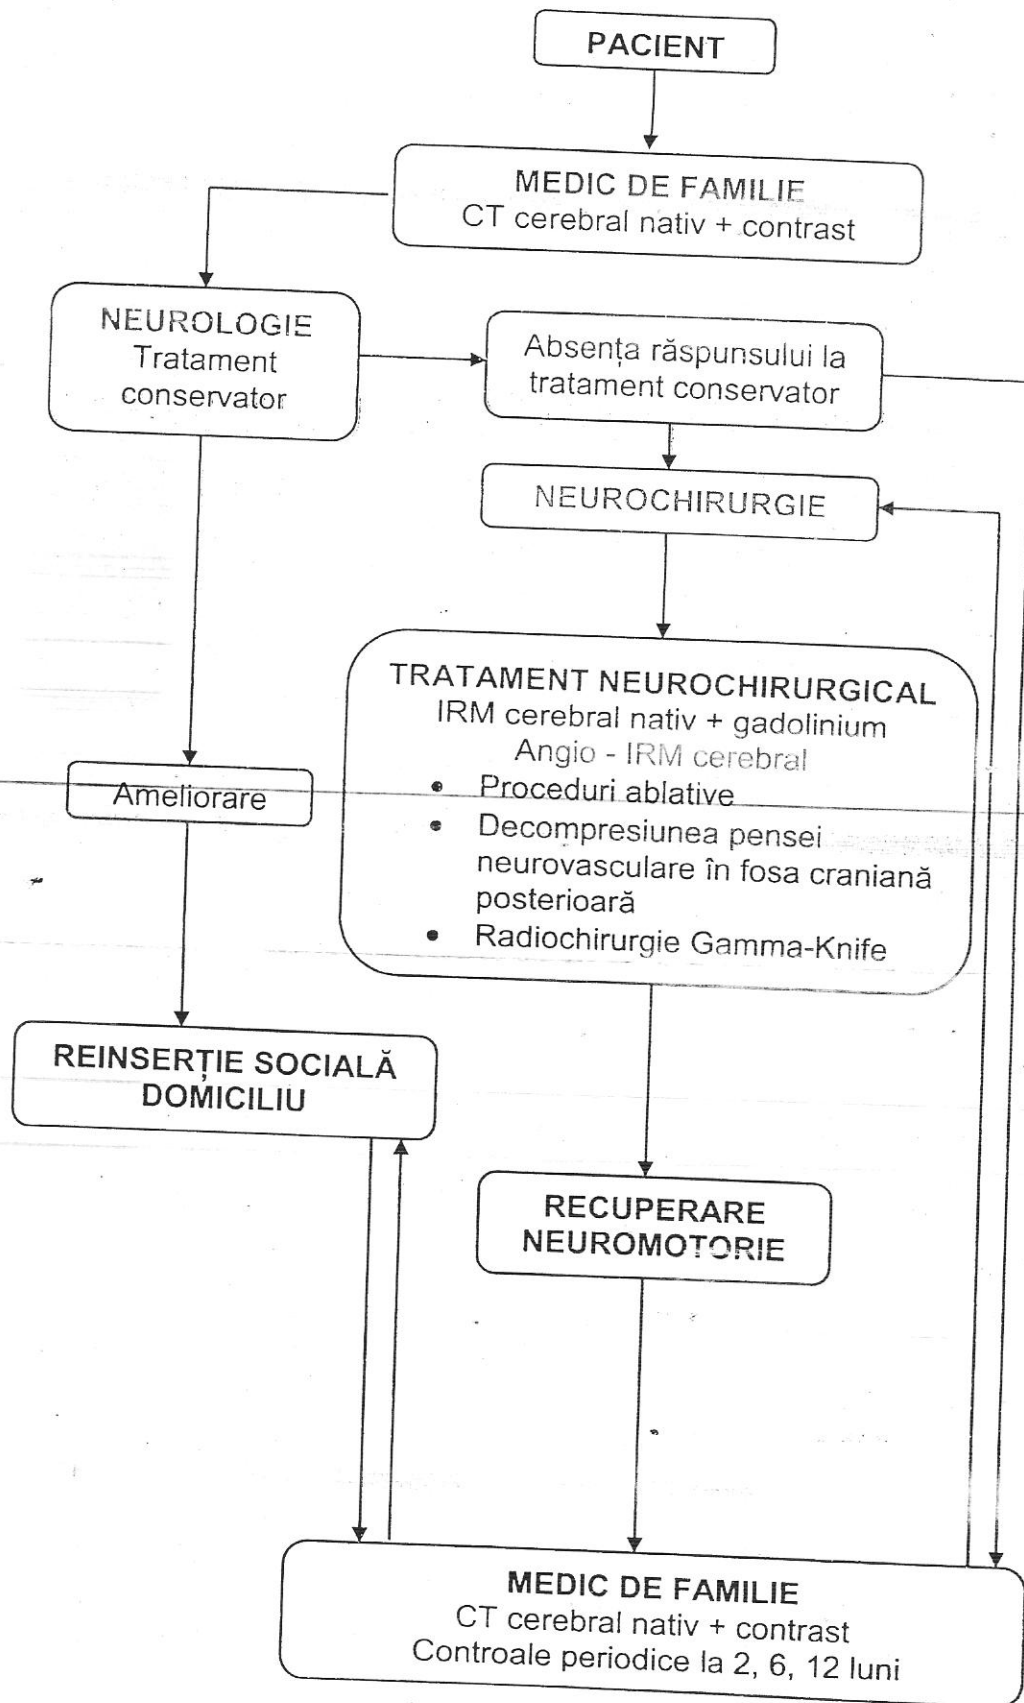 PACIENT
MEDIC DE FAMILIE
CT cerebral nativ + contrast
NEUROLOGIE
Tratament
conservator
Absența răspunsului la
tratament conservator
NEUROCHIRURGIE
TRATAMENT NEUROCHIRURGICAL
IRM cerebral nativ + gadolinium
Angio - IRM cerebral
• Proceduri ablative
• Decompresiunea pensei
neurovasculare în fosa craniană
posterioară
• Radiochirurgie Gamma-Knife
Ameliorare
REINSERȚIE SOCIALĂ
DOMICILIU
RECUPERARE
NEUROMOTORIE
MEDIC DE FAMILIE
CT cerebral nativ + contrast
Controale periodice la 2, 6, 12 luni